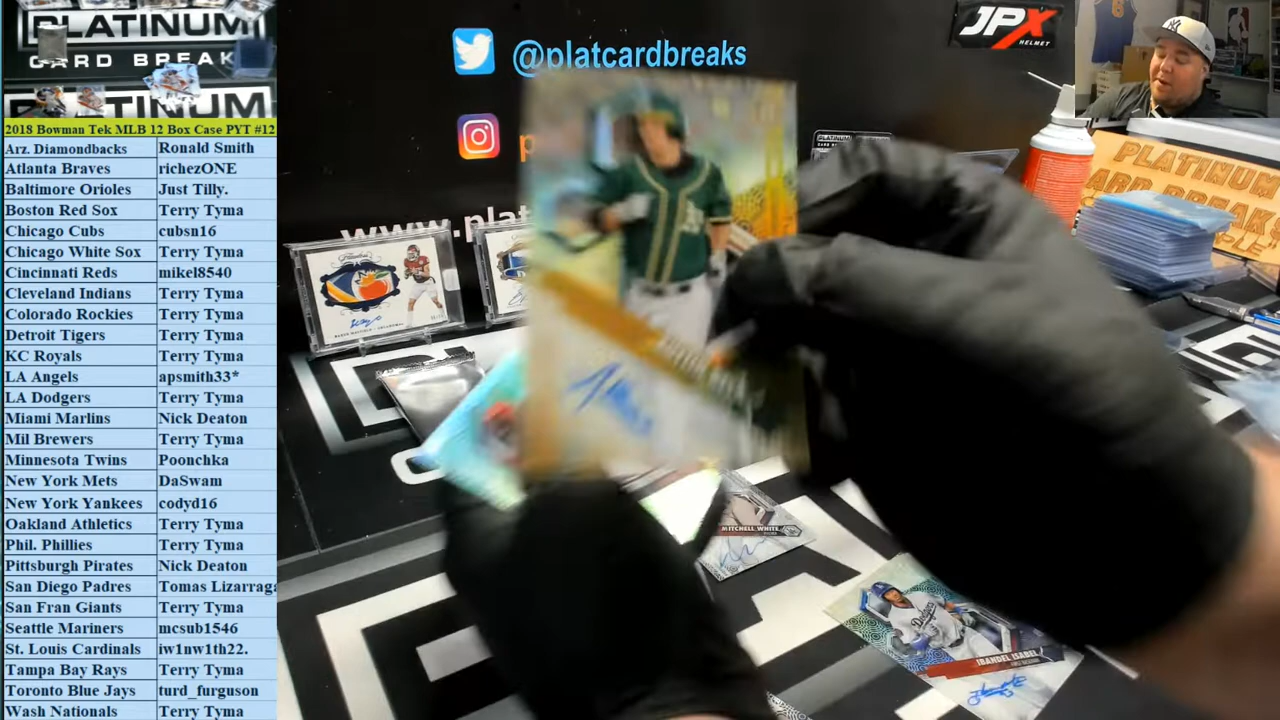 PLATINUM
CARD BREAK
PLATINUM
2018 Bowman Tek MLB 12 Box Case PYT #12
Arz. Diamondbacks Ronald Smith
Atlanta Braves richezONE
Baltimore Orioles Just Tilly.
Boston Red Sox Terry Tyma
Chicago Cubs cubsn16
Chicago White Sox Terry Tyma
Cincinnati Reds mikel8540
Cleveland Indians Terry Tyma
Colorado Rockies Terry Tyma
Detroit Tigers Terry Tyma
KC Royals Terry Tyma
LA Angels apsmith33*
LA Dodgers Terry Tyma
Miami Marlins Nick Deaton
Mil Brewers Terry Tyma
Minnesota Twins Poonchka
New York Mets DaSwam
New York Yankees codyd16
Oakland Athletics Terry Tyma
Phil. Phillies Terry Tyma
Pittsburgh Pirates Nick Deaton
San Diego Padres Tomas Lizarraga
San Fran Giants Terry Tyma
Seattle Mariners mcsub1546
St. Louis Cardinals iw1nw1th22.
Tampa Bay Rays Terry Tyma
Toronto Blue Jays turd_furguson
Wash Nationals Terry Tyma
@platcardbreaks
www.plat
JPX
HELMET
PLATINUM
CARD BREAKS
MITCHELL WHITE
Dodgers
IBANDEL ISABEL